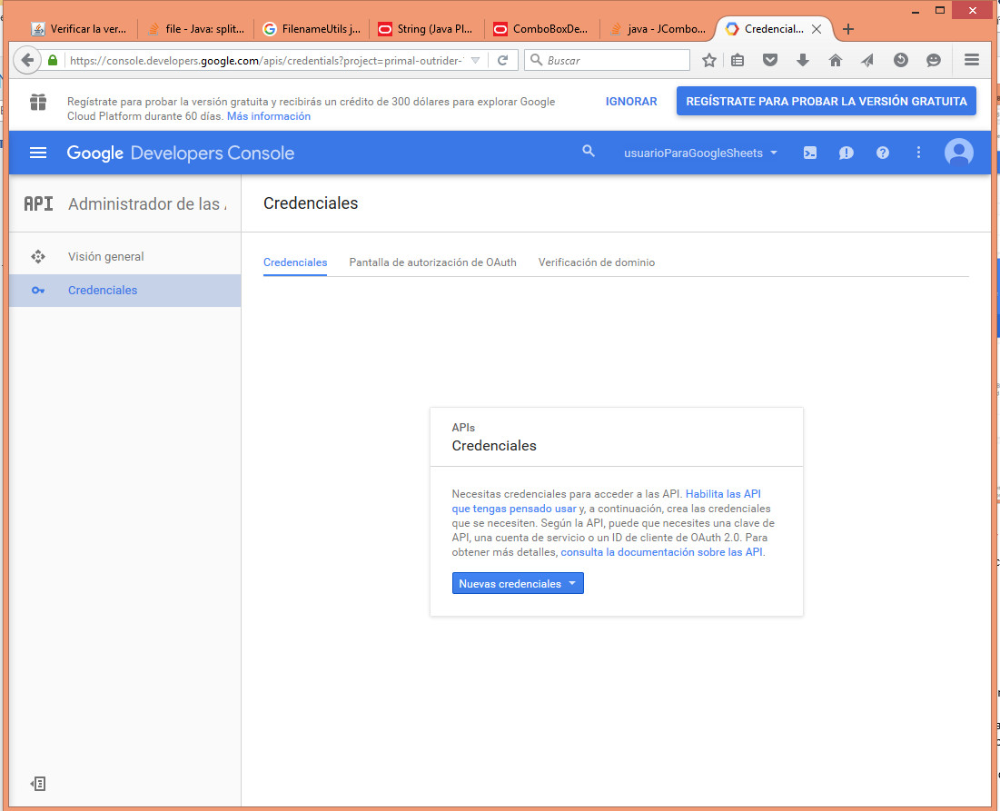 Verificar la ver...
file - Java: split...
FilenameUtils j...
String (Java Pl...
ComboBoxDe...
java - JCombo...
Credencial...
https://console.developers.google.com/apis/credentials?project=primal-outrider-
Buscar
Regístrate para probar la versión gratuita y recibirás un crédito de 300 dólares para explorar Google
Cloud Platform durante 60 días. Más información
IGNORAR
REGÍSTRATE PARA PROBAR LA VERSIÓN GRATUITA
Google Developers Console
usuarioParaGoogleSheets
API Administrador de las
Credenciales
Visión general
Credenciales
Credenciales
Pantalla de autorización de OAuth
Verificación de dominio
APIs
Credenciales
Necesitas credenciales para acceder a las API. Habilita las API
que tengas pensado usar y, a continuación, crea las credenciales
que se necesiten. Según la API, puede que necesites una clave de
API, una cuenta de servicio o un ID de cliente de OAuth 2.0. Para
obtener más detalles, consulta la documentación sobre las API.
Nuevas credenciales